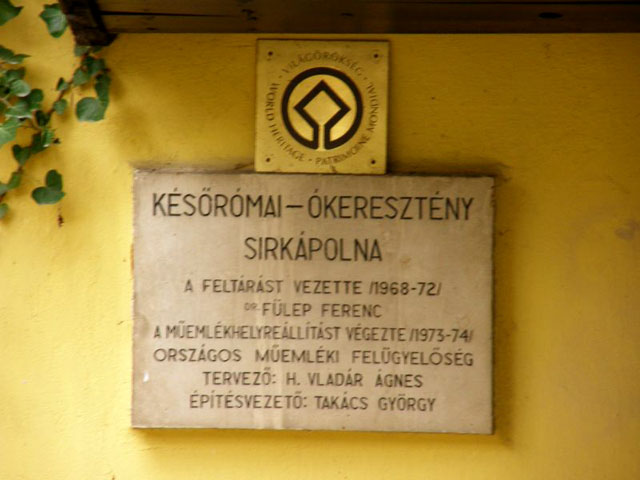 VILÁGÖRÖKSÉG
WORLD HERITAGE • PATRIMOINE MONDIAL
KÉSŐRÓMAI – ÓKERESZTÉNY
SIRKÁPOLNA
A FELTÁRÁST VEZETTE /1968-72/
DR. FÜLEP FERENC
A MŰEMLÉKHELYREÁLLÍTÁST VÉGEZTE /1973-74/
ORSZÁGOS MŰEMLÉKI FELÜGYELŐSÉG
TERVEZŐ: H. VLADÁR ÁGNES
ÉPÍTÉSVEZETŐ: TAKÁCS GYÖRGY